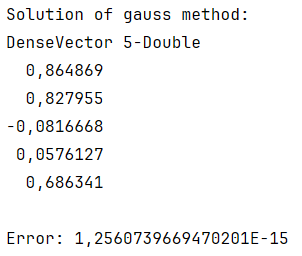 Solution of gauss method:
DenseVector 5-Double
0,864869
0,827955
-0,0816668
0,0576127
0,686341
Error: 1,2560739669470201E-15